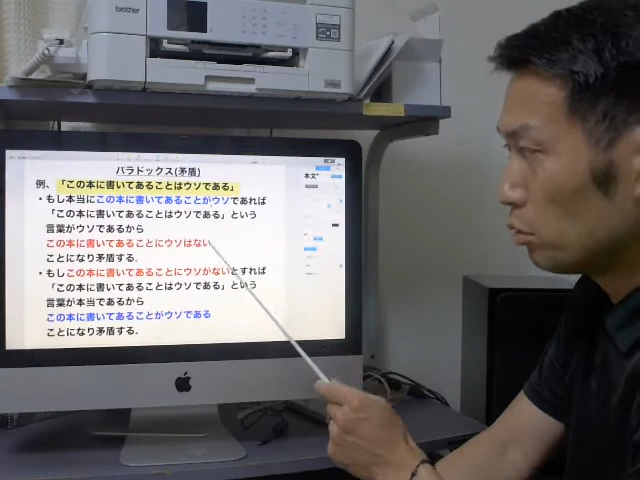 brother
パラドックス(矛盾)
例、「この本に書いてあることはウソである」
・もし本当にこの本に書いてあることがウソであれば
「この本に書いてあることはウソである」という
言葉がウソであるから
この本に書いてあることにウソはない
ことになり矛盾する.
・もしこの本に書いてあることにウソがないとすれば
「この本に書いてあることはウソである」という
言葉が本当であるから
この本に書いてあることがウソである
ことになり矛盾する.
本文*